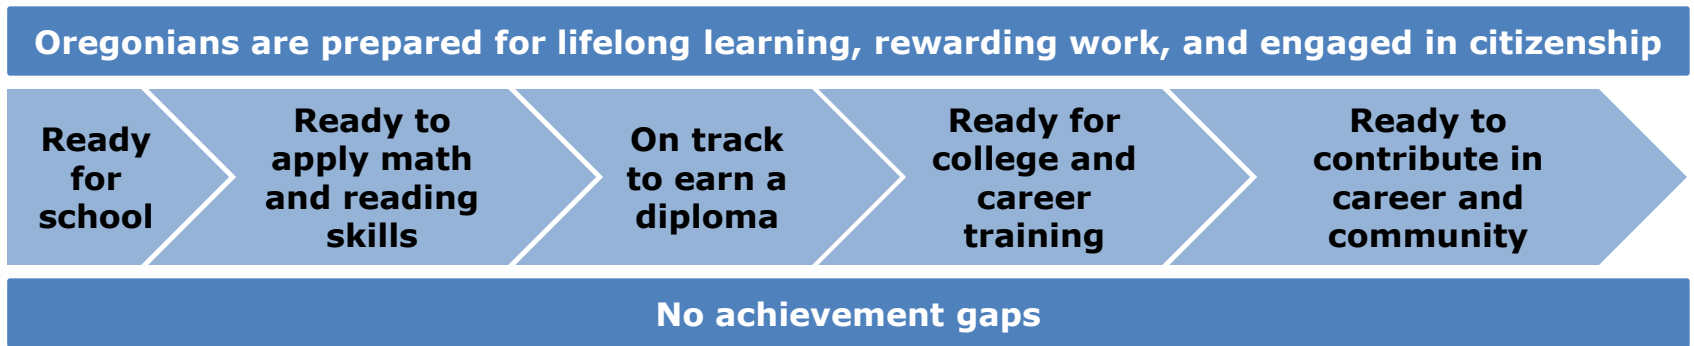 Oregonians are prepared for lifelong learning, rewarding work, and engaged in citizenship
Ready
for
school
Ready to
apply math
and reading
skills
On track
to earn a
diploma
Ready for
college and
career
training
Ready to
contribute in
career and
community
No achievement gaps